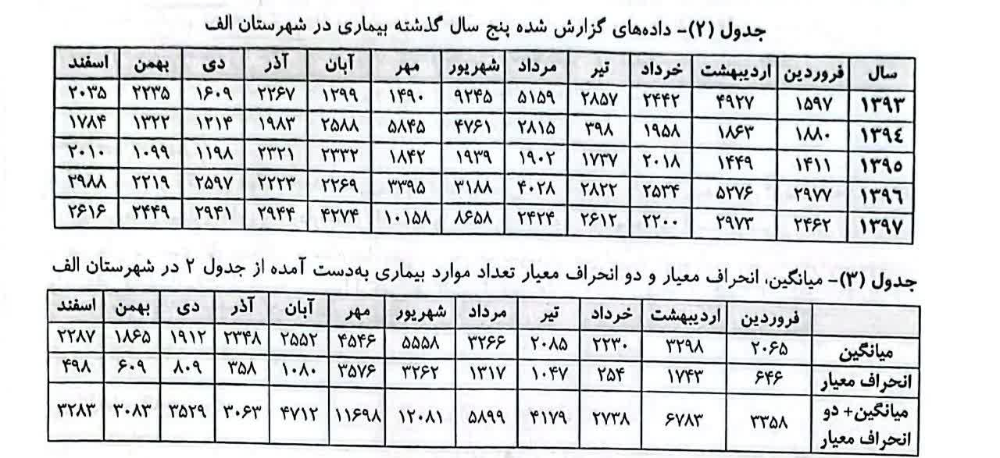 جدول (۲)- داده‌های گزارش شده پنج سال گذشته بیماری در شهرستان الف
سال فروردین اردیبهشت خرداد تیر مرداد شهریور مهر آبان آذر دی بهمن اسفند
۱۳۹۳ ۱۵۹۷ ۴۹۲۷ ۲۴۴۲ ۲۸۵۷ ۵۱۵۹ ۹۲۴۵ ۱۴۹۰ ۱۲۹۹ ۲۲۶۷ ۱۶۰۹ ۲۲۳۵ ۲۰۳۵
۱۳۹٤ ۱۸۸۰ ۱۸۶۳ ۱۹۵۸ ۳۹۸ ۲۸۱۵ ۴۷۶۱ ۵۸۴۵ ۲۵۸۸ ۱۹۸۳ ۱۲۱۴ ۱۳۲۲ ۱۷۸۴
۱۳۹۵ ۱۴۱۱ ۱۴۴۹ ۲۰۱۸ ۱۷۳۷ ۱۹۰۲ ۱۹۳۹ ۱۸۴۲ ۲۳۳۲ ۲۳۲۱ ۱۱۹۸ ۱۰۹۹ ۲۰۱۰
۱۳۹٦ ۲۹۷۷ ۵۲۷۶ ۲۵۳۴ ۲۸۲۲ ۴۰۲۸ ۳۱۸۸ ۳۳۹۵ ۲۲۶۹ ۲۲۲۳ ۲۵۹۷ ۲۲۱۹ ۲۹۸۸
۱۳۹۷ ۲۴۶۲ ۲۹۷۳ ۲۲۰۰ ۲۶۱۲ ۲۴۲۴ ۸۶۵۸ ۱۰۱۵۸ ۴۲۷۴ ۲۹۴۴ ۲۹۴۱ ۲۴۴۹ ۲۶۱۶
جدول (۳)- میانگین، انحراف معیار و دو انحراف معیار تعداد موارد بیماری به‌دست آمده از جدول ۲ در شهرستان الف
فروردین اردیبهشت خرداد تیر مرداد شهریور مهر آبان آذر دی بهمن اسفند
میانگین ۲۰۶۵ ۳۲۹۸ ۲۲۳۰ ۲۰۸۵ ۳۲۶۶ ۵۵۵۸ ۴۵۴۶ ۲۵۵۲ ۲۳۴۸ ۱۹۱۲ ۱۸۶۵ ۲۲۸۷
انحراف معیار ۶۴۶ ۱۷۴۳ ۲۵۴ ۱۰۴۷ ۱۳۱۷ ۳۲۶۲ ۳۵۷۶ ۱۰۸۰ ۳۵۸ ۸۰۹ ۶۰۹ ۴۹۸
میانگین+ دو
انحراف معیار ۳۳۵۸ ۶۷۸۳ ۲۷۳۸ ۴۱۷۹ ۵۸۹۹ ۱۲۰۸۱ ۱۱۶۹۸ ۴۷۱۲ ۳۰۶۳ ۳۵۲۹ ۳۰۸۳ ۳۲۸۳